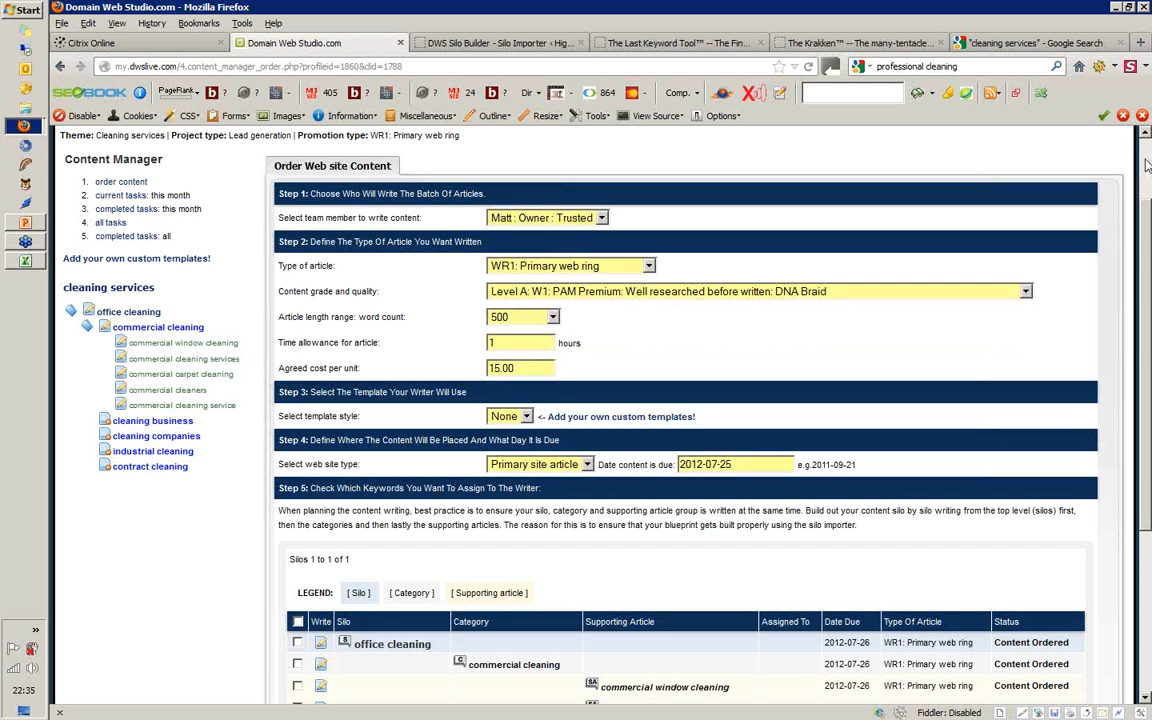 Start
Domain Web Studio.com - Mozilla Firefox
File Edit View History Bookmarks Tools Help
Citrix Online
Domain Web Studio.com
DWS Silo Builder - Silo Importer < Hig...
The Last Keyword Tool™ -- The Fin...
The Krakken™ -- The many-tentacle...
"cleaning services" - Google Search
my.dwslive.com/4.content_manager_order.php?profileid=1860&clid=1788
professional cleaning
SEOBOOK PageRank ? ? 405 ? 24 ? Dir 864 Comp.
Disable Cookies CSS Forms Images Information Miscellaneous Outline Resize Tools View Source Options
Theme: Cleaning services | Project type: Lead generation | Promotion type: WR1: Primary web ring
Content Manager
1. order content
2. current tasks: this month
3. completed tasks: this month
4. all tasks
5. completed tasks: all
Add your own custom templates!
cleaning services
office cleaning
commercial cleaning
commercial window cleaning
commercial cleaning services
commercial carpet cleaning
commercial cleaners
commercial cleaning service
cleaning business
cleaning companies
industrial cleaning
contract cleaning
Order Web site Content
Step 1: Choose Who Will Write The Batch Of Articles.
Select team member to write content: Matt : Owner : Trusted
Step 2: Define The Type Of Article You Want Written
Type of article: WR1: Primary web ring
Content grade and quality: Level A: W1: PAM Premium: Well researched before written: DNA Braid
Article length range: word count: 500
Time allowance for article: 1 hours
Agreed cost per unit: 15.00
Step 3: Select The Template Your Writer Will Use
Select template style: None <- Add your own custom templates!
Step 4: Define Where The Content Will Be Placed And What Day It Is Due
Select web site type: Primary site article Date content is due: 2012-07-25 e.g.2011-09-21
Step 5: Check Which Keywords You Want To Assign To The Writer:
When planning the content writing, best practice is to ensure your silo, category and supporting article group is written at the same time. Build out your content silo by silo writing from the top level (silos) first,
then the categories and then lastly the supporting articles. The reason for this is to ensure that your blueprint gets built properly using the silo importer.
Silos 1 to 1 of 1
LEGEND: [ Silo ] [ Category ] [ Supporting article ]
Write Silo Category Supporting Article Assigned To Date Due Type Of Article Status
S office cleaning 2012-07-26 WR1: Primary web ring Content Ordered
C commercial cleaning 2012-07-26 WR1: Primary web ring Content Ordered
SA commercial window cleaning 2012-07-26 WR1: Primary web ring Content Ordered
22:35
Fiddler: Disabled